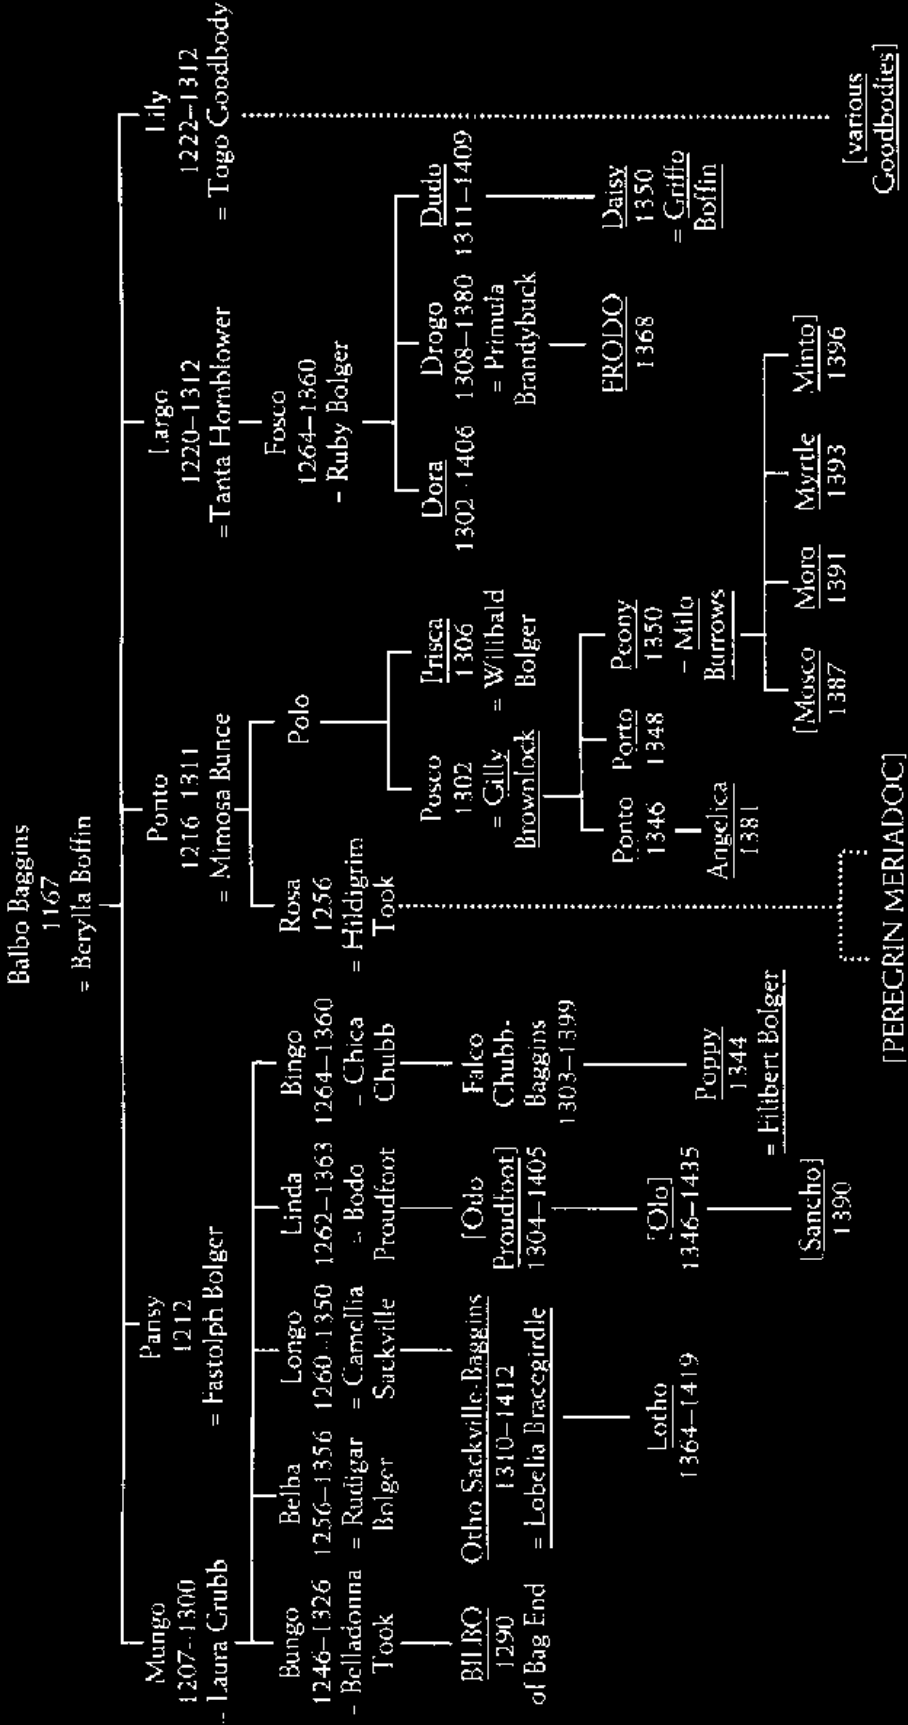 Balbo Baggins
1167
= Berylla Boffin
Mungo
1207–1300
– Laura Grubb
Pansy
1212
= Fastolph Bolger
Ponto
1216 1311
= Mimosa Bunce
Largo
1220–1312
=Tanta Hornblower
Lily
1222–1312
= Togo Goodbody
Bungo
1246–1326
– Belladonna
Took
Belba
1256–1356
= Rudigar
Bolger
Longo
1260–1350
= Camellia
Sackville
Linda
1262–1363
= Bodo
Proudfoot
Bingo
1264–1360
– Chica
Chubb
Rosa
1256
= Hildigrim
Took
Polo
Fosco
1264–1360
– Ruby Bolger
BILBO
1290
of Bag End
Otho Sackville-Baggins
1310–1412
= Lobelia Bracegirdle
[Odo
Proudfoot]
1304–1405
Falco
Chubb-
Baggins
1303–1399
Posco
1302
= Gilly
Brownlock
Prisca
1306
= Wilibald
Bolger
Dora
1302–1406
Drogo
1308–1380
= Primula
Brandybuck
Dudo
1311–1409
Lotho
1364–1419
[Olo]
1346–1435
Poppy
1344
= Filibert Bolger
Ponto
1346
Porto
1348
Peony
1350
– Milo
Burrows
FRODO
1368
Daisy
1350
= Griffo
Boffin
[Sancho]
1390
Angelica
1381
[Mosco
1387
Moro
1391
Myrtle
1393
Minto]
1396
[PEREGRIN MERIADOC]
[various
Goodbodies]